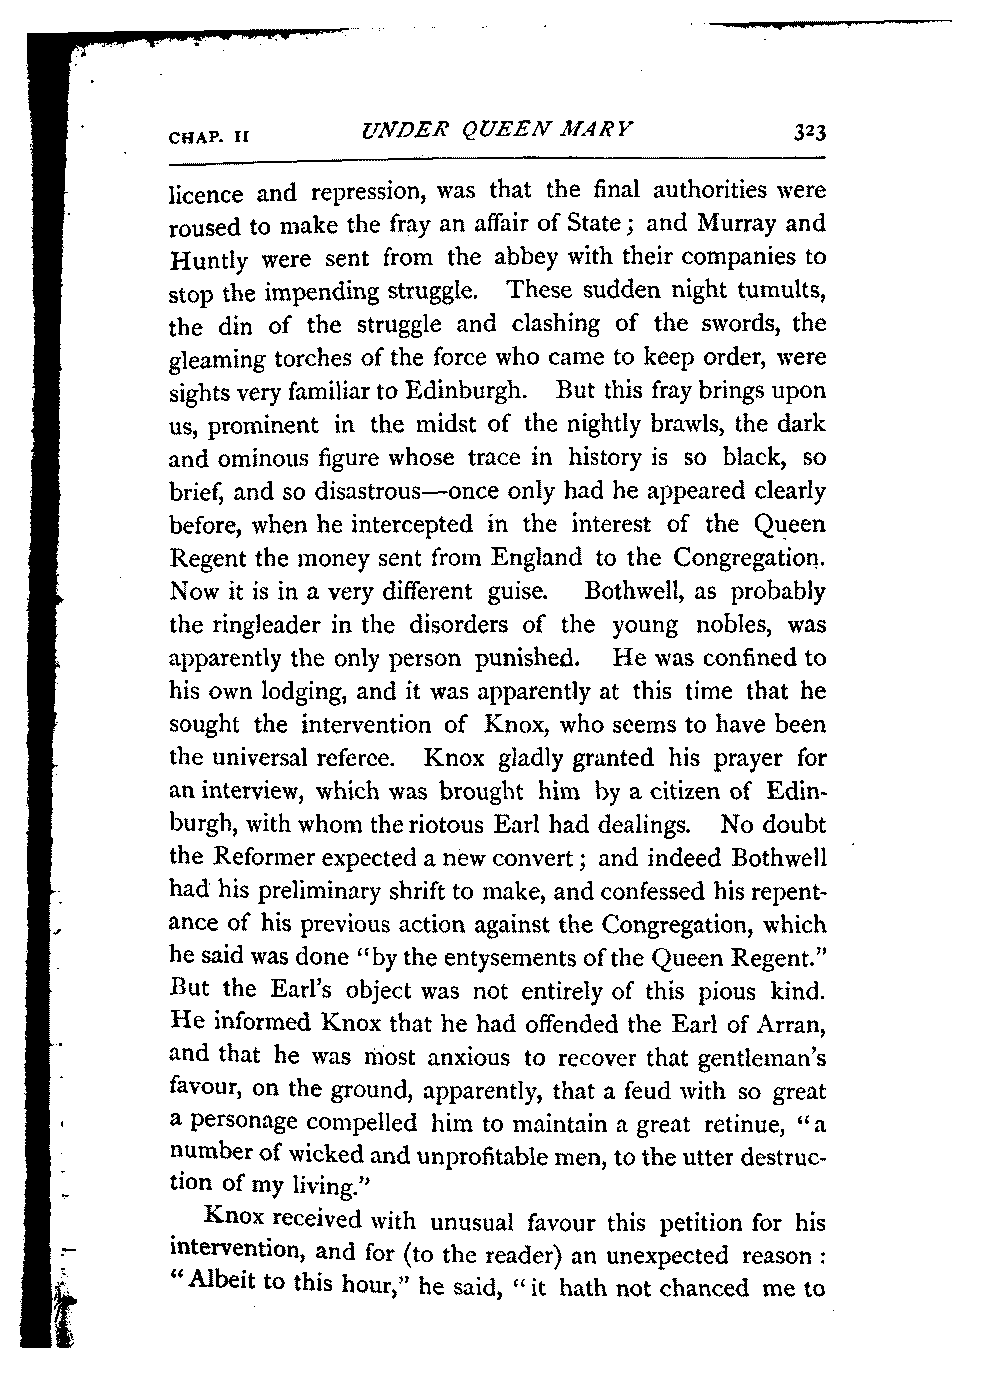 CHAP. II UNDER QUEEN MARY 323
licence and repression, was that the final authorities were
roused to make the fray an affair of State; and Murray and
Huntly were sent from the abbey with their companies to
stop the impending struggle. These sudden night tumults,
the din of the struggle and clashing of the swords, the
gleaming torches of the force who came to keep order, were
sights very familiar to Edinburgh. But this fray brings upon
us, prominent in the midst of the nightly brawls, the dark
and ominous figure whose trace in history is so black, so
brief, and so disastrous—once only had he appeared clearly
before, when he intercepted in the interest of the Queen
Regent the money sent from England to the Congregation.
Now it is in a very different guise. Bothwell, as probably
the ringleader in the disorders of the young nobles, was
apparently the only person punished. He was confined to
his own lodging, and it was apparently at this time that he
sought the intervention of Knox, who seems to have been
the universal referee. Knox gladly granted his prayer for
an interview, which was brought him by a citizen of Edin-
burgh, with whom the riotous Earl had dealings. No doubt
the Reformer expected a new convert; and indeed Bothwell
had his preliminary shrift to make, and confessed his repent-
ance of his previous action against the Congregation, which
he said was done "by the entysements of the Queen Regent."
But the Earl's object was not entirely of this pious kind.
He informed Knox that he had offended the Earl of Arran,
and that he was most anxious to recover that gentleman's
favour, on the ground, apparently, that a feud with so great
a personage compelled him to maintain a great retinue, "a
number of wicked and unprofitable men, to the utter destruc-
tion of my living."
Knox received with unusual favour this petition for his
intervention, and for (to the reader) an unexpected reason:
"Albeit to this hour," he said, "it hath not chanced me to